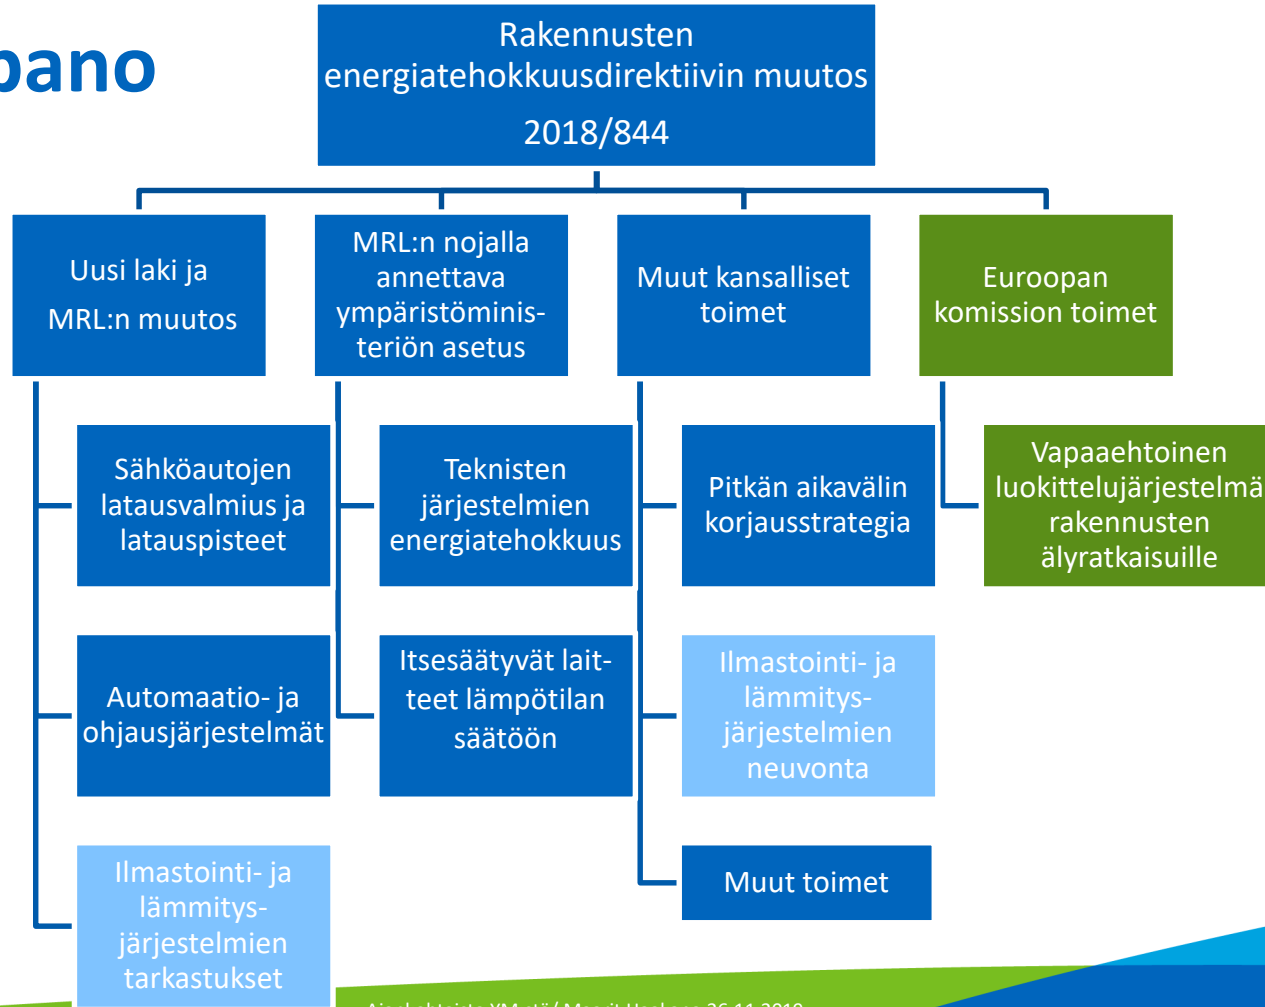 pano
Rakennusten
energiatehokkuusdirektiivin muutos
2018/844
Uusi laki ja
MRL:n muutos
MRL:n nojalla
annettava
ympäristöminis-
teriön asetus
Muut kansalliset
toimet
Euroopan
komission toimet
Sähköautojen
latausvalmius ja
latauspisteet
Teknisten
järjestelmien
energiatehokkuus
Pitkän aikavälin
korjausstrategia
Vapaaehtoinen
luokittelujärjestelmä
rakennusten
älyratkaisuille
Automaatio- ja
ohjausjärjestelmät
Itsesäätyvät lait-
teet lämpötilan
säätöön
Ilmastointi- ja
lämmitys-
järjestelmien
neuvonta
Ilmastointi- ja
lämmitys-
järjestelmien
tarkastukset
Muut toimet